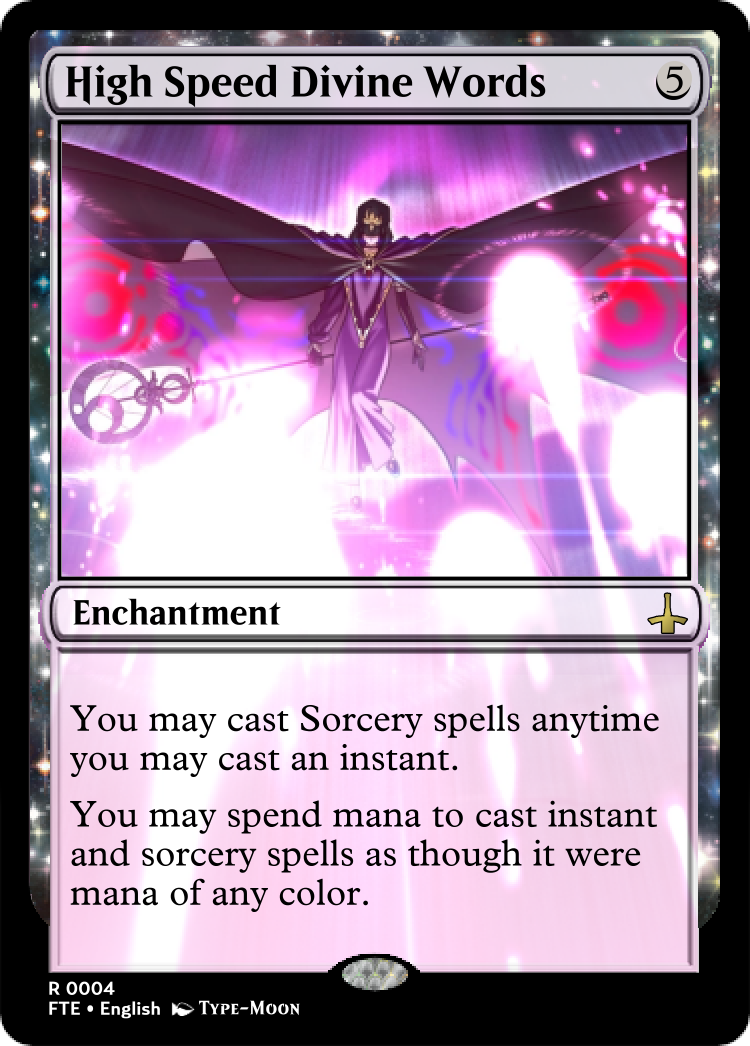 High Speed Divine Words 5
Enchantment
You may cast Sorcery spells anytime
you may cast an instant.
You may spend mana to cast instant
and sorcery spells as though it were
mana of any color.
R 0004
FTE • English Type-Moon